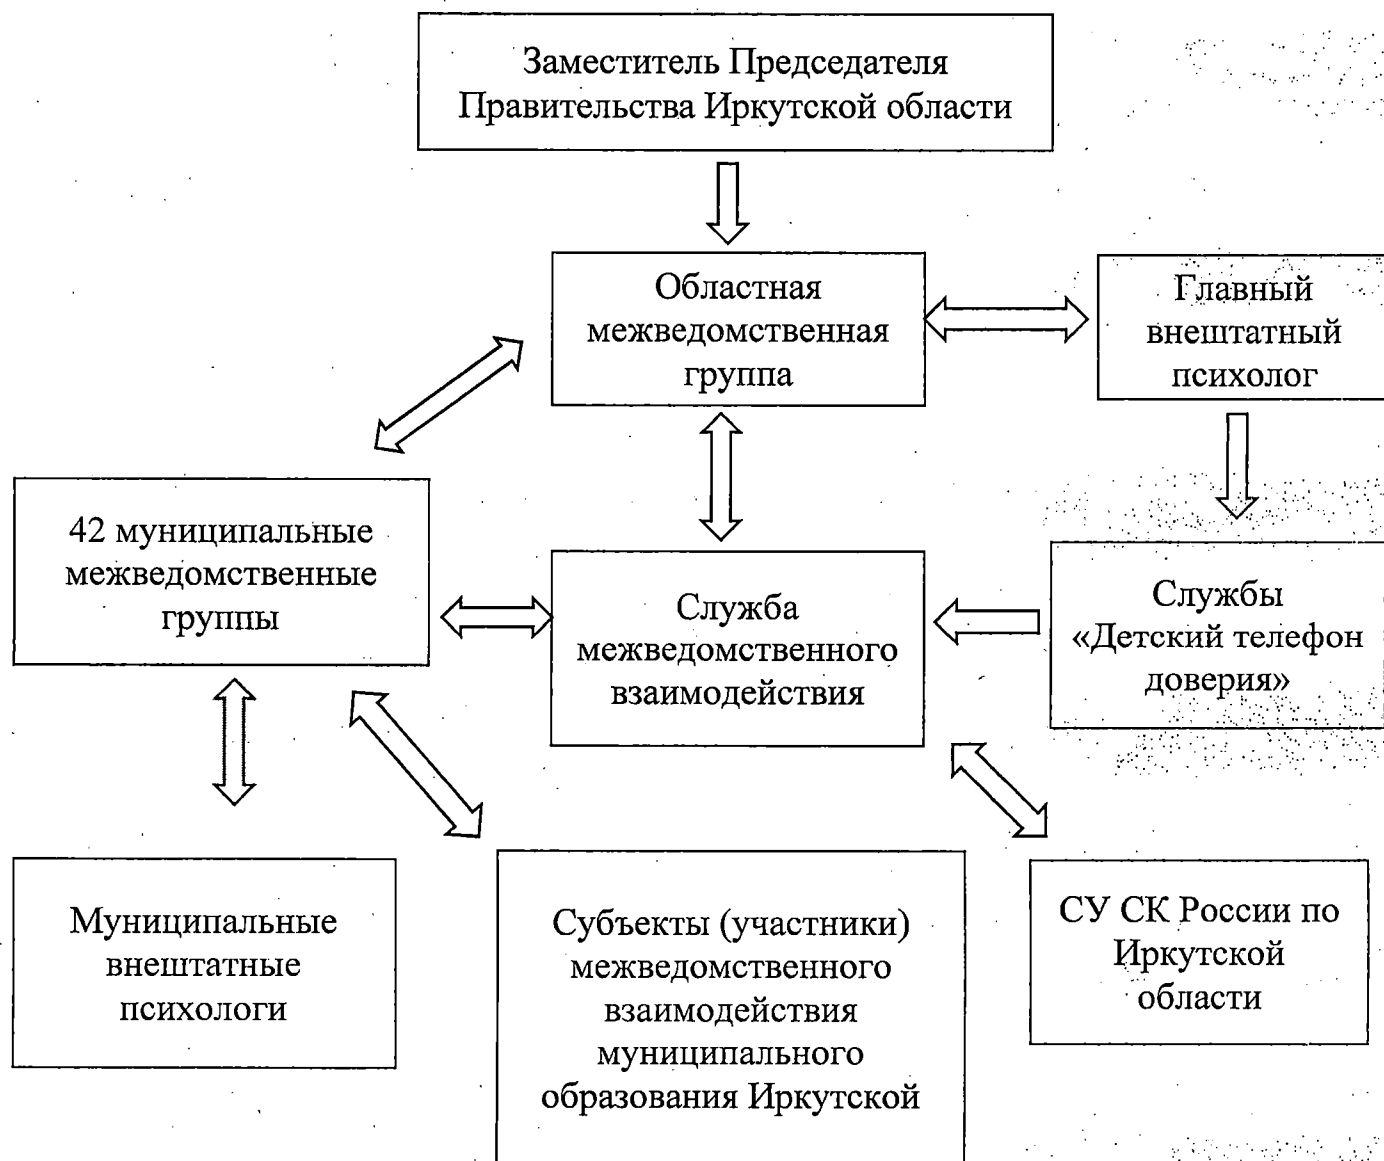 Заместитель Председателя
Правительства Иркутской области
Областная
межведомственная
группа
Главный
внештатный
психолог
42 муниципальные
межведомственные
группы
Служба
межведомственного
взаимодействия
Службы
«Детский телефон
доверия»
Муниципальные
внештатные
психологи
Субъекты (участники)
межведомственного
взаимодействия
муниципального
образования Иркутской
СУ СК России по
Иркутской
области